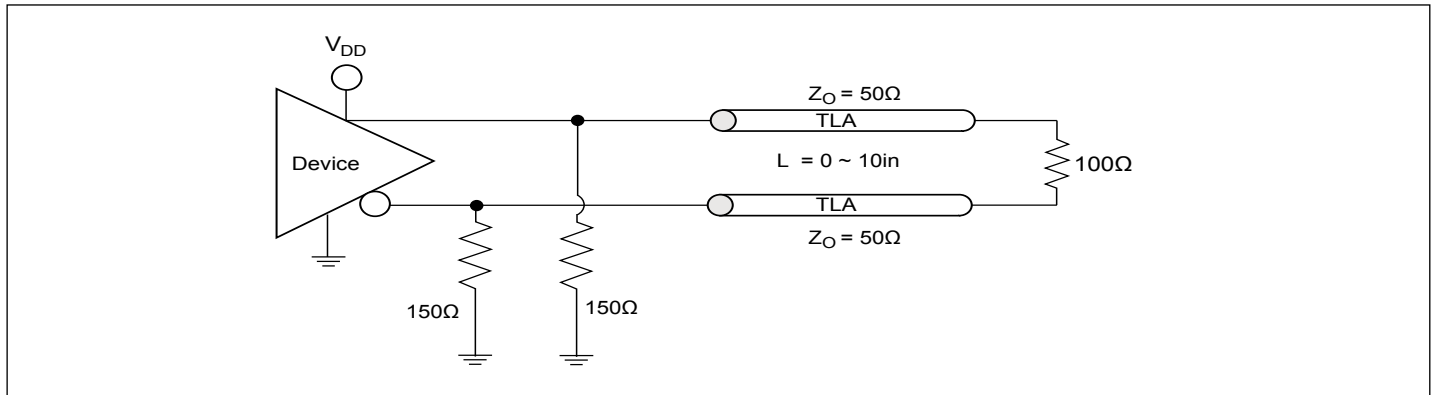 V_DD
Z_O = 50Ω
TLA
Device
L = 0 ~ 10in
100Ω
TLA
Z_O = 50Ω
150Ω
150Ω